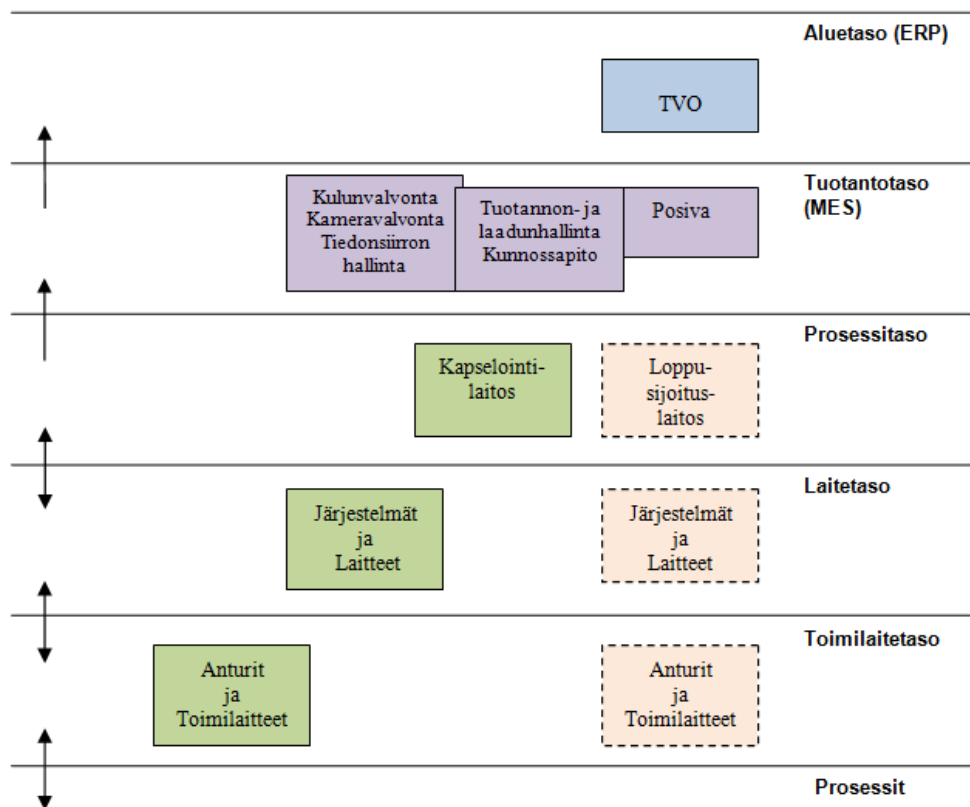 Aluetaso (ERP)
TVO
Tuotantotaso
(MES)
Kulunvalvonta
Kameravalvonta
Tiedonsiirron
hallinta
Tuotannon- ja
laadunhallinta
Kunnossapito
Posiva
Prosessitaso
Kapselointi-
laitos
Loppu-
sijoitus-
laitos
Laitetaso
Järjestelmät
ja
Laitteet
Järjestelmät
ja
Laitteet
Toimilaitetaso
Anturit
ja
Toimilaitteet
Anturit
ja
Toimilaitteet
Prosessit